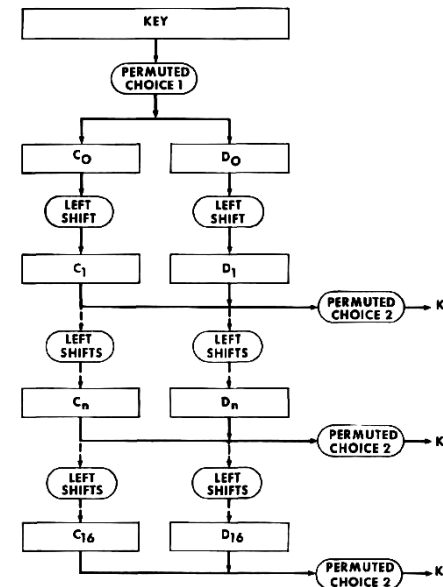 KEY
PERMUTED
CHOICE 1
C0
D0
LEFT
SHIFT
LEFT
SHIFT
C1
D1
PERMUTED
CHOICE 2
K
LEFT
SHIFTS
LEFT
SHIFTS
Cn
Dn
PERMUTED
CHOICE 2
K
LEFT
SHIFTS
LEFT
SHIFTS
C16
D16
PERMUTED
CHOICE 2
K